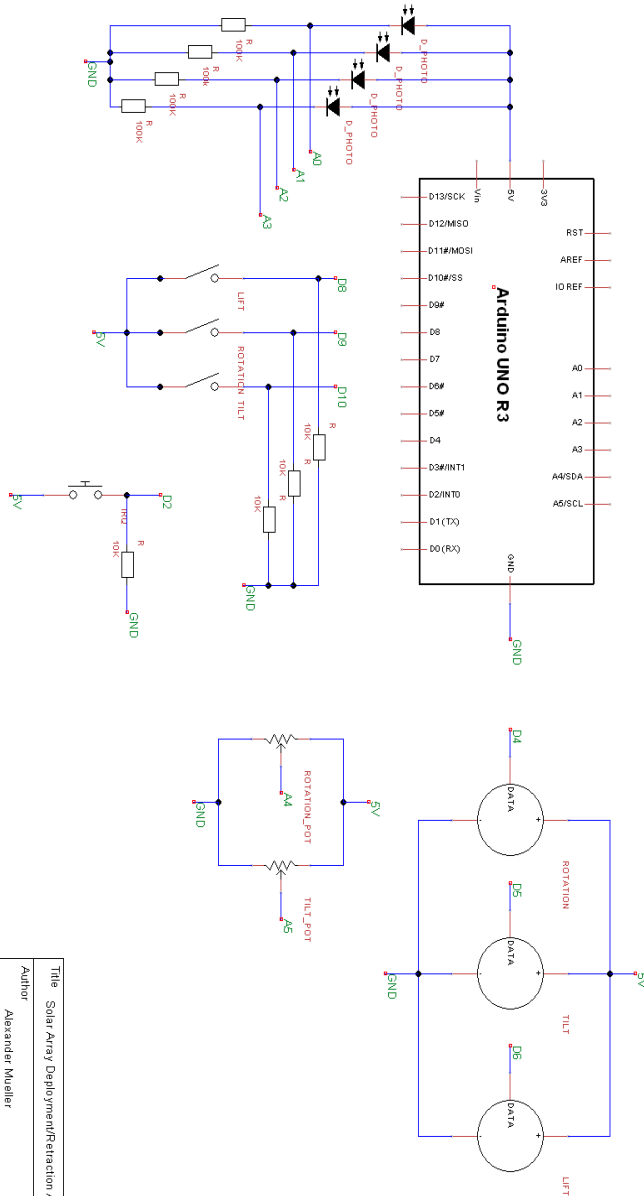 D_PHOTO
D_PHOTO
D_PHOTO
D_PHOTO
R
100K
R
100k
R
100k
R
100K
GND
A0
A1
A2
A3
Arduino UNO R3
Vin
5V
3V3
D13/SCK
D12/MISO
D11#/MOSI
D10#/SS
D9#
D8
D7
D6#
D5#
D4
D3#/INT1
D2/INT0
D1(TX)
D0(RX)
RST
AREF
IO REF
A0
A1
A2
A3
A4/SDA
A5/SCL
GND
GND
D8
D9
D10
LIFT
ROTATION
TILT
5V
R
10K
R
10K
R
10K
GND
D2
IRQ
5V
R
10K
GND
ROTATION_POT
A4
TILT_POT
A5
5V
GND
D4
DATA
+
-
ROTATION
D5
DATA
+
-
TILT
D6
DATA
+
-
LIFT
5V
GND
Title Solar Array Deployment/Retraction
Author
Alexander Mueller